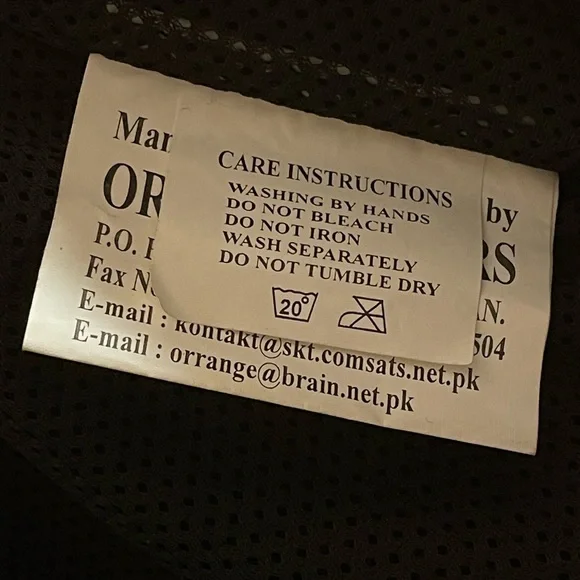 CARE INSTRUCTIONS
WASHING BY HANDS
DO NOT BLEACH
DO NOT IRON
WASH SEPARATELY
DO NOT TUMBLE DRY
20°
by
P.O.
Fax
504
E-mail : kontakt@skt.comsats.net.pk
E-mail : orrange@brain.net.pk